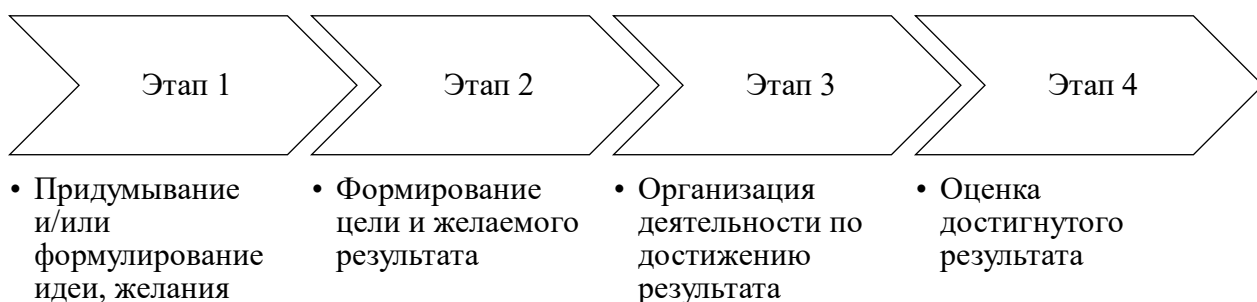 Этап 1
Этап 2
Этап 3
Этап 4
• Придумывание
и/или
формулирование
идеи, желания
• Формирование
цели и желаемого
результата
• Организация
деятельности по
достижению
результата
• Оценка
достигнутого
результата